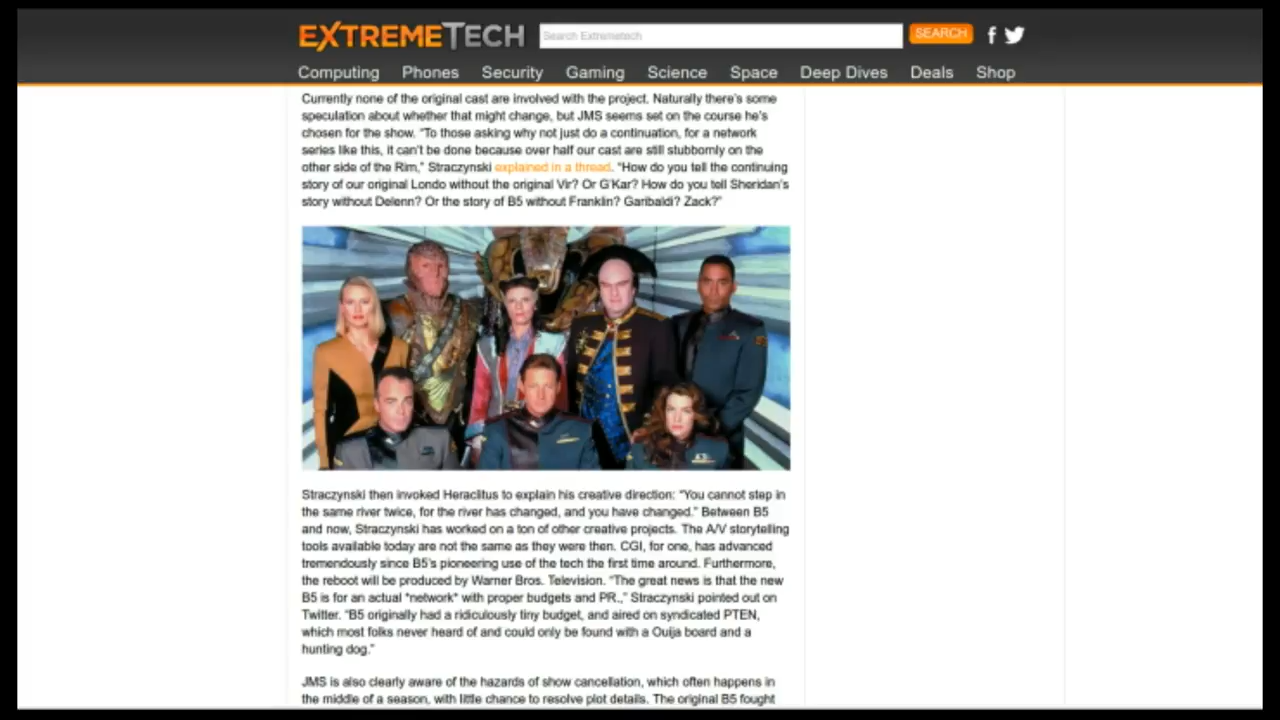 EXTREMETECH
Search Extremetech
SEARCH
Computing Phones Security Gaming Science Space Deep Dives Deals Shop
Currently none of the original cast are involved with the project. Naturally there's some
speculation about whether that might change, but JMS seems set on the course he's
chosen for the show. "To those asking why not just do a continuation, for a network
series like this, it can't be done because over half our cast are still stubbornly on the
other side of the Rim," Straczynski explained in a thread. "How do you tell the continuing
story of our original Londo without the original Vir? Or G'Kar? How do you tell Sheridan's
story without Delenn? Or the story of B5 without Franklin? Garibaldi? Zack?"
Straczynski then invoked Heraclitus to explain his creative direction: "You cannot step in
the same river twice, for the river has changed, and you have changed." Between B5
and now, Straczynski has worked on a ton of other creative projects. The A/V storytelling
tools available today are not the same as they were then. CGI, for one, has advanced
tremendously since B5's pioneering use of the tech the first time around. Furthermore,
the reboot will be produced by Warner Bros. Television. "The great news is that the new
B5 is for an actual *network* with proper budgets and PR.," Straczynski pointed out on
Twitter. "B5 originally had a ridiculously tiny budget, and aired on syndicated PTEN,
which most folks never heard of and could only be found with a Ouija board and a
hunting dog."
JMS is also clearly aware of the hazards of show cancellation, which often happens in
the middle of a season, with little chance to resolve plot details. The original B5 fought